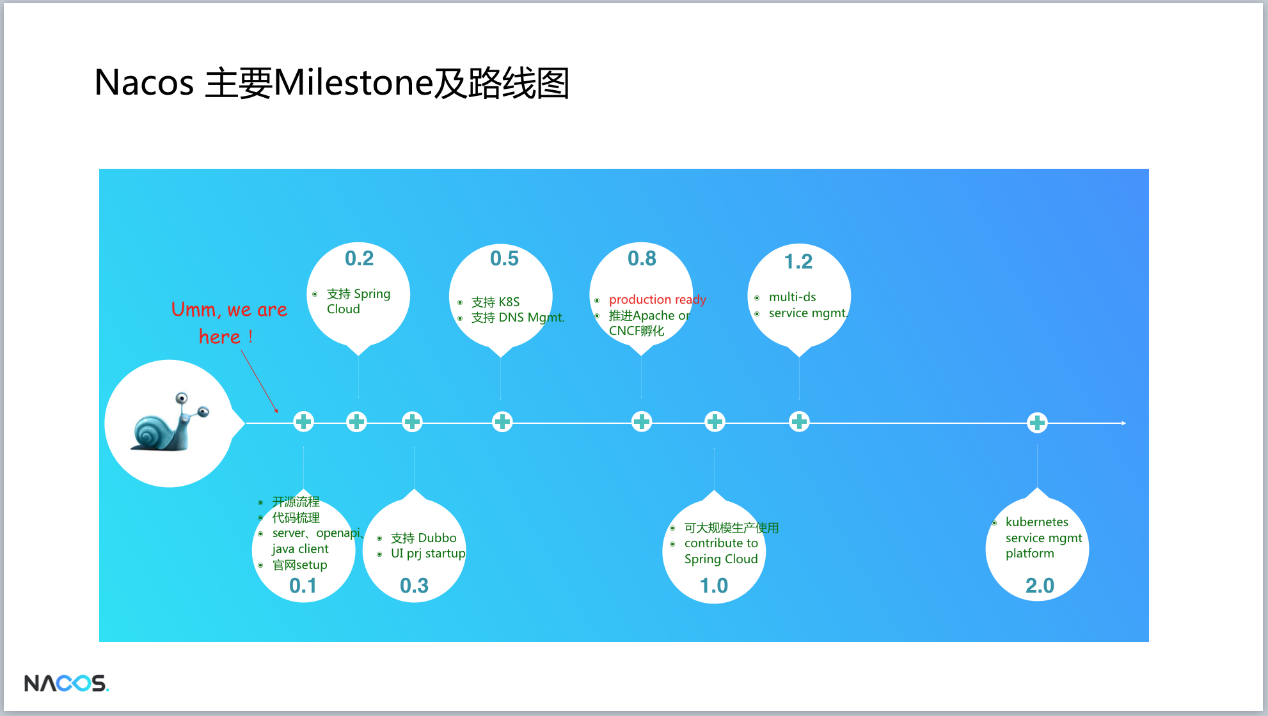 Nacos 主要Milestone及路线图
Umm, we are
here！
0.2
支持 Spring
Cloud
0.5
支持 K8S
支持 DNS Mgmt.
0.8
production ready
推进Apache or
CNCF孵化
1.2
multi-ds
service mgmt.
开源流程
代码梳理
server、openapi、
java client
官网setup
0.1
支持 Dubbo
UI prj startup
0.3
可大规模生产使用
contribute to
Spring Cloud
1.0
kubernetes
service mgmt
platform
2.0
NACOS.